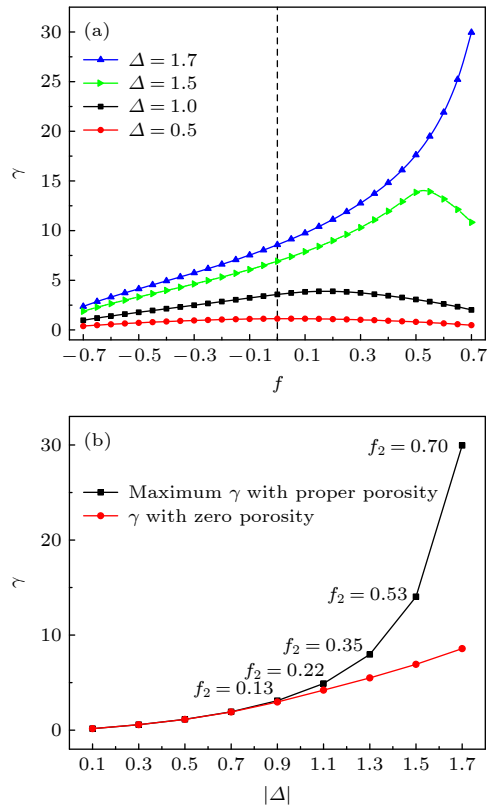 (a)
30
25
20
15
10
5
0
γ
Δ = 1.7
Δ = 1.5
Δ = 1.0
Δ = 0.5
−0.7 −0.5 −0.3 −0.1 0.1 0.3 0.5 0.7
f
(b)
30
20
10
0
γ
f₂ = 0.70
Maximum γ with proper porosity
γ with zero porosity
f₂ = 0.53
f₂ = 0.35
f₂ = 0.22
f₂ = 0.13
0.1 0.3 0.5 0.7 0.9 1.1 1.3 1.5 1.7
|Δ|